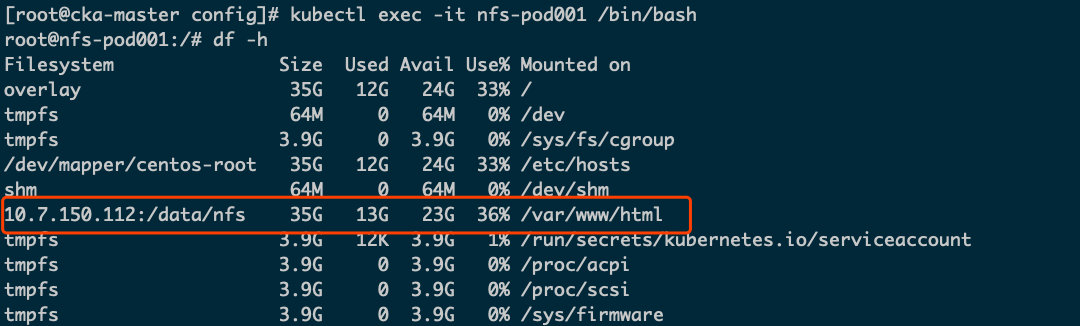 [root@cka-master config]# kubectl exec -it nfs-pod001 /bin/bash
root@nfs-pod001:/# df -h
Filesystem               Size  Used Avail Use% Mounted on
overlay                   35G   12G   24G  33% /
tmpfs                     64M     0   64M   0% /dev
tmpfs                    3.9G     0  3.9G   0% /sys/fs/cgroup
/dev/mapper/centos-root   35G   12G   24G  33% /etc/hosts
shm                       64M     0   64M   0% /dev/shm
10.7.150.112:/data/nfs    35G   13G   23G  36% /var/www/html
tmpfs                    3.9G   12K  3.9G   1% /run/secrets/kubernetes.io/serviceaccount
tmpfs                    3.9G     0  3.9G   0% /proc/acpi
tmpfs                    3.9G     0  3.9G   0% /proc/scsi
tmpfs                    3.9G     0  3.9G   0% /sys/firmware